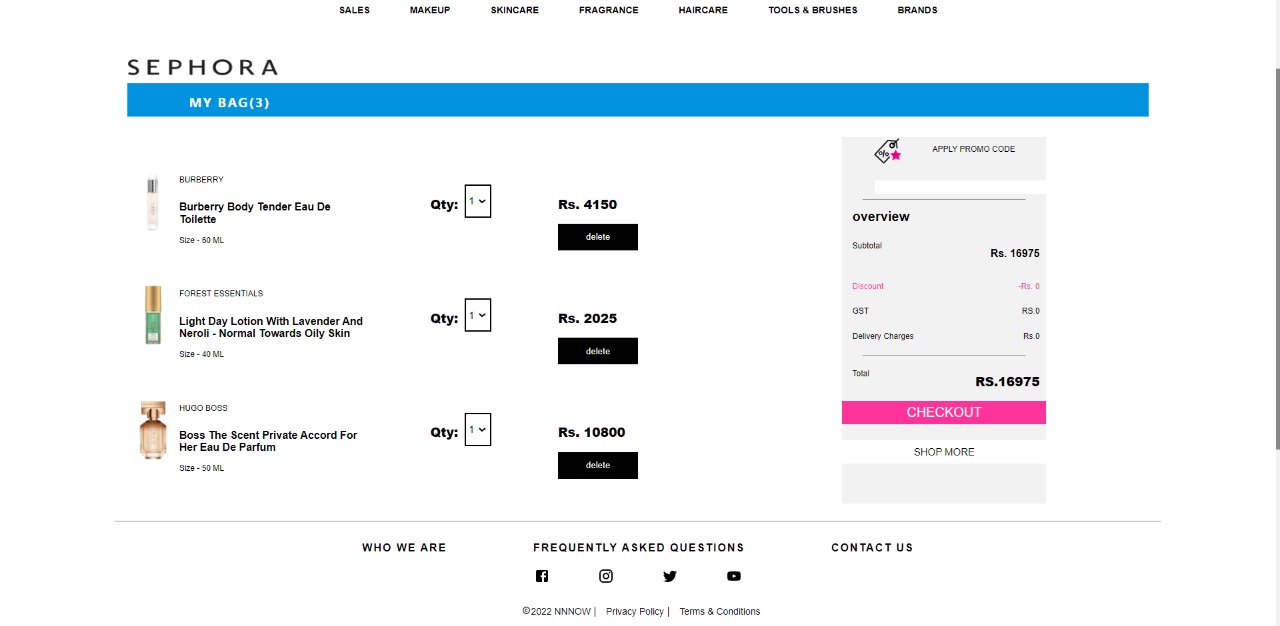 SALES MAKEUP SKINCARE FRAGRANCE HAIRCARE TOOLS & BRUSHES BRANDS
SEPHORA
MY BAG(3)
BURBERRY
Burberry Body Tender Eau De
Toilette
Size - 60 ML
Qty: 1
Rs. 4150
delete
FOREST ESSENTIALS
Light Day Lotion With Lavender And
Neroli - Normal Towards Oily Skin
Size - 40 ML
Qty: 1
Rs. 2025
delete
HUGO BOSS
Boss The Scent Private Accord For
Her Eau De Parfum
Size - 50 ML
Qty: 1
Rs. 10800
delete
APPLY PROMO CODE
overview
Subtotal Rs. 16975
Discount -Rs. 0
GST RS.0
Delivery Charges Rs.0
Total RS.16975
CHECKOUT
SHOP MORE
WHO WE ARE FREQUENTLY ASKED QUESTIONS CONTACT US
©2022 NNNOW | Privacy Policy | Terms & Conditions